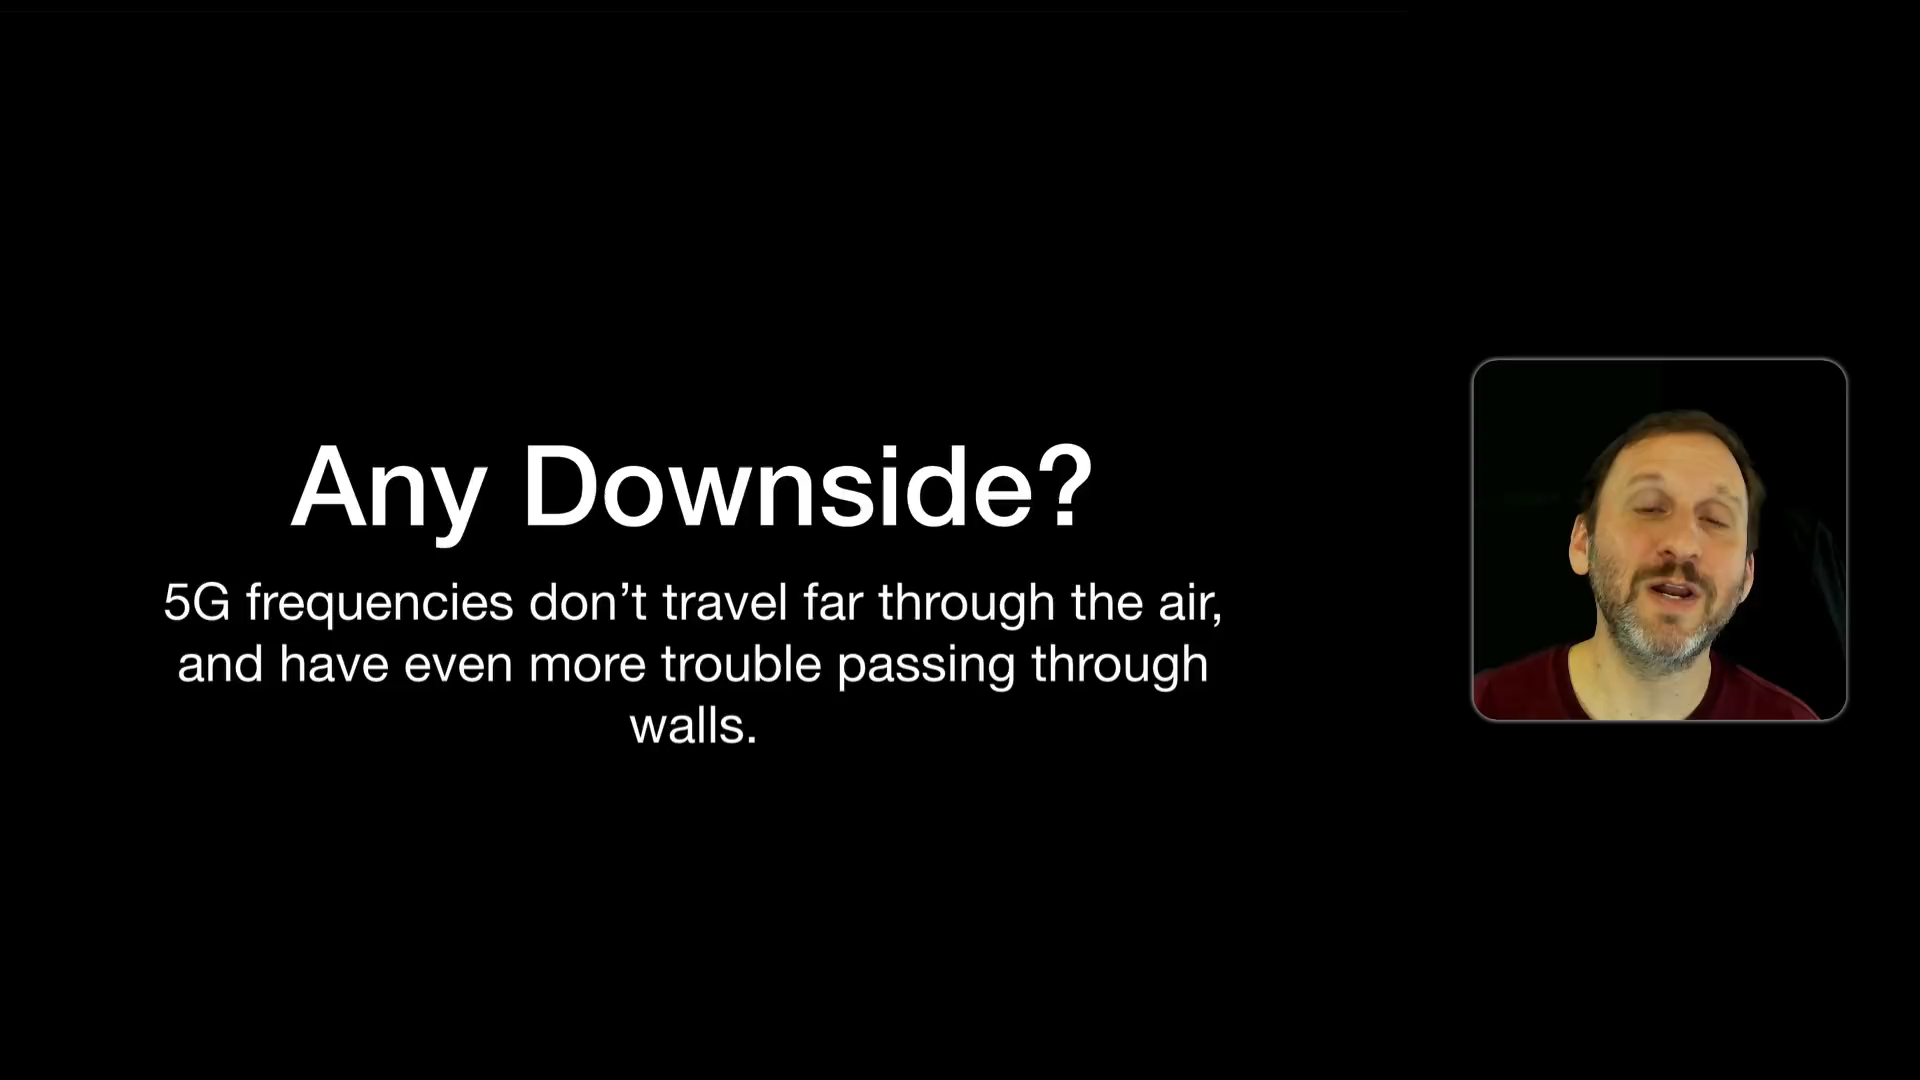 Any Downside?
5G frequencies don’t travel far through the air,
and have even more trouble passing through
walls.